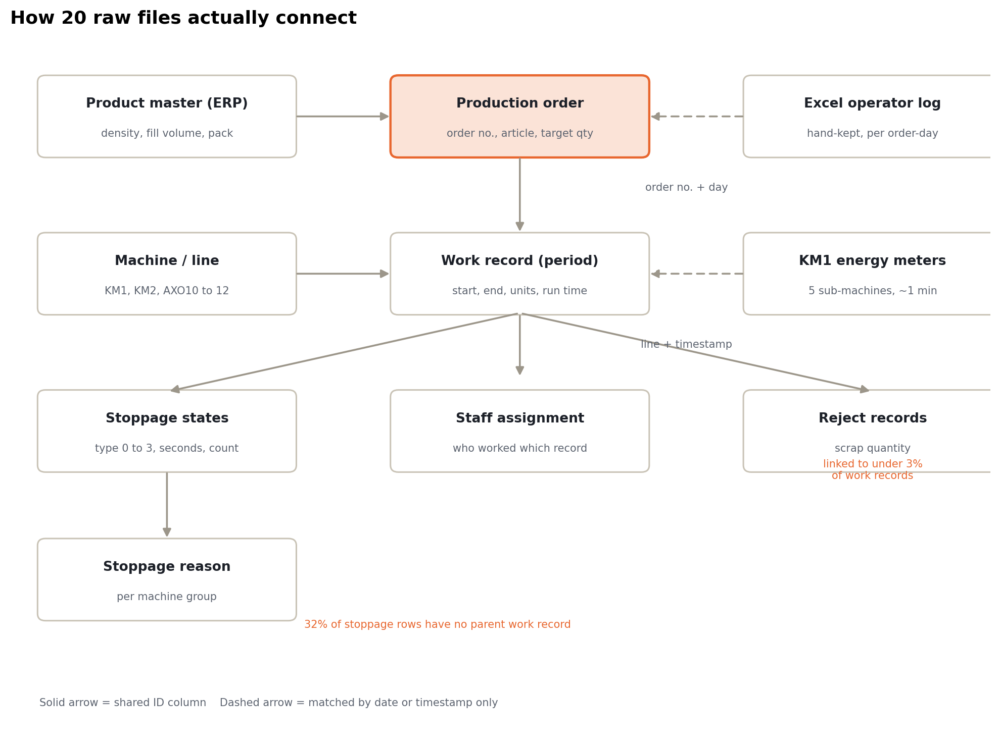 How 20 raw files actually connect
Product master (ERP)
density, fill volume, pack
Production order
order no., article, target qty
Excel operator log
hand-kept, per order-day
order no. + day
Machine / line
KM1, KM2, AXO10 to 12
Work record (period)
start, end, units, run time
KM1 energy meters
5 sub-machines, ~1 min
line + timestamp
Stoppage states
type 0 to 3, seconds, count
Staff assignment
who worked which record
Reject records
scrap quantity
linked to under 3%
of work records
Stoppage reason
per machine group
32% of stoppage rows have no parent work record
Solid arrow = shared ID column    Dashed arrow = matched by date or timestamp only